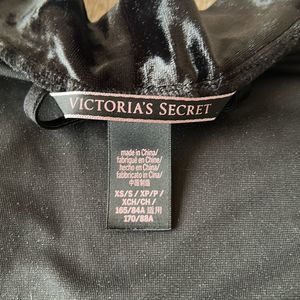 VICTORIA'S SECRET
made in China/
fabriqué en Chine/
hecho en China/
fabbricato in Cina/
中国制造
XS/S / XP/P /
XCH/CH /
165/84A 适用
170/88A